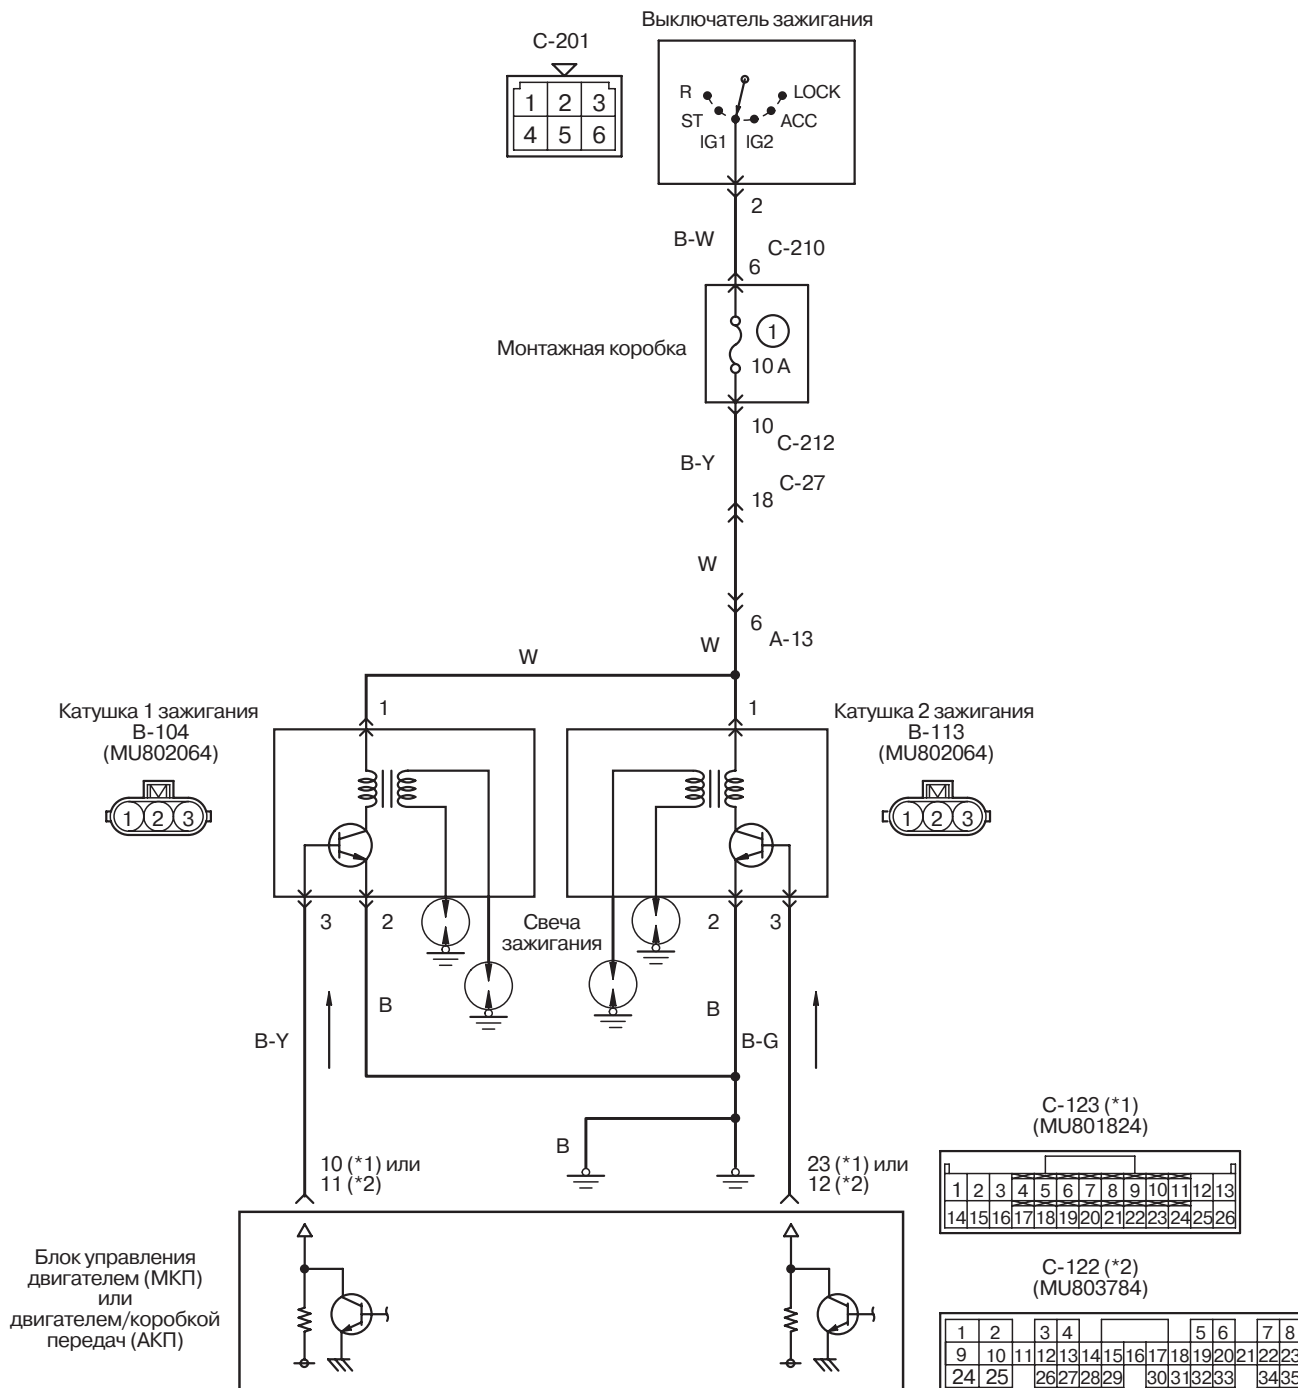 Выключатель зажигания
C-201
1 2 3
4 5 6
R
LOCK
ST
ACC
IG1
IG2
2
B-W
C-210
6
Монтажная коробка
1
10 A
10
C-212
B-Y
C-27
18
W
6
A-13
W
W
Катушка 1 зажигания
B-104
(MU802064)
1 2 3
1
1
Катушка 2 зажигания
B-113
(MU802064)
1 2 3
3
2
Свеча
зажигания
2
3
B
B
B-Y
B-G
B
10 (*1) или
11 (*2)
23 (*1) или
12 (*2)
C-123 (*1)
(MU801824)
1 2 3 4 5 6 7 8 9 10 11 12 13
14 15 16 17 18 19 20 21 22 23 24 25 26
Блок управления
двигателем (МКП)
или
двигателем/коробкой
передач (АКП)
C-122 (*2)
(MU803784)
1 2 3 4 5 6 7 8
9 10 11 12 13 14 15 16 17 18 19 20 21 22 23
24 25 26 27 28 29 30 31 32 33 34 35